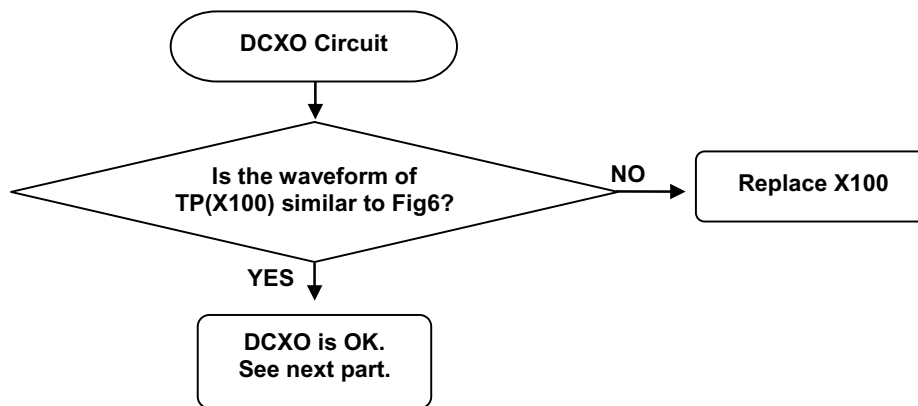 DCXO Circuit
Is the waveform of
TP(X100) similar to Fig6?
NO
Replace X100
YES
DCXO is OK.
See next part.